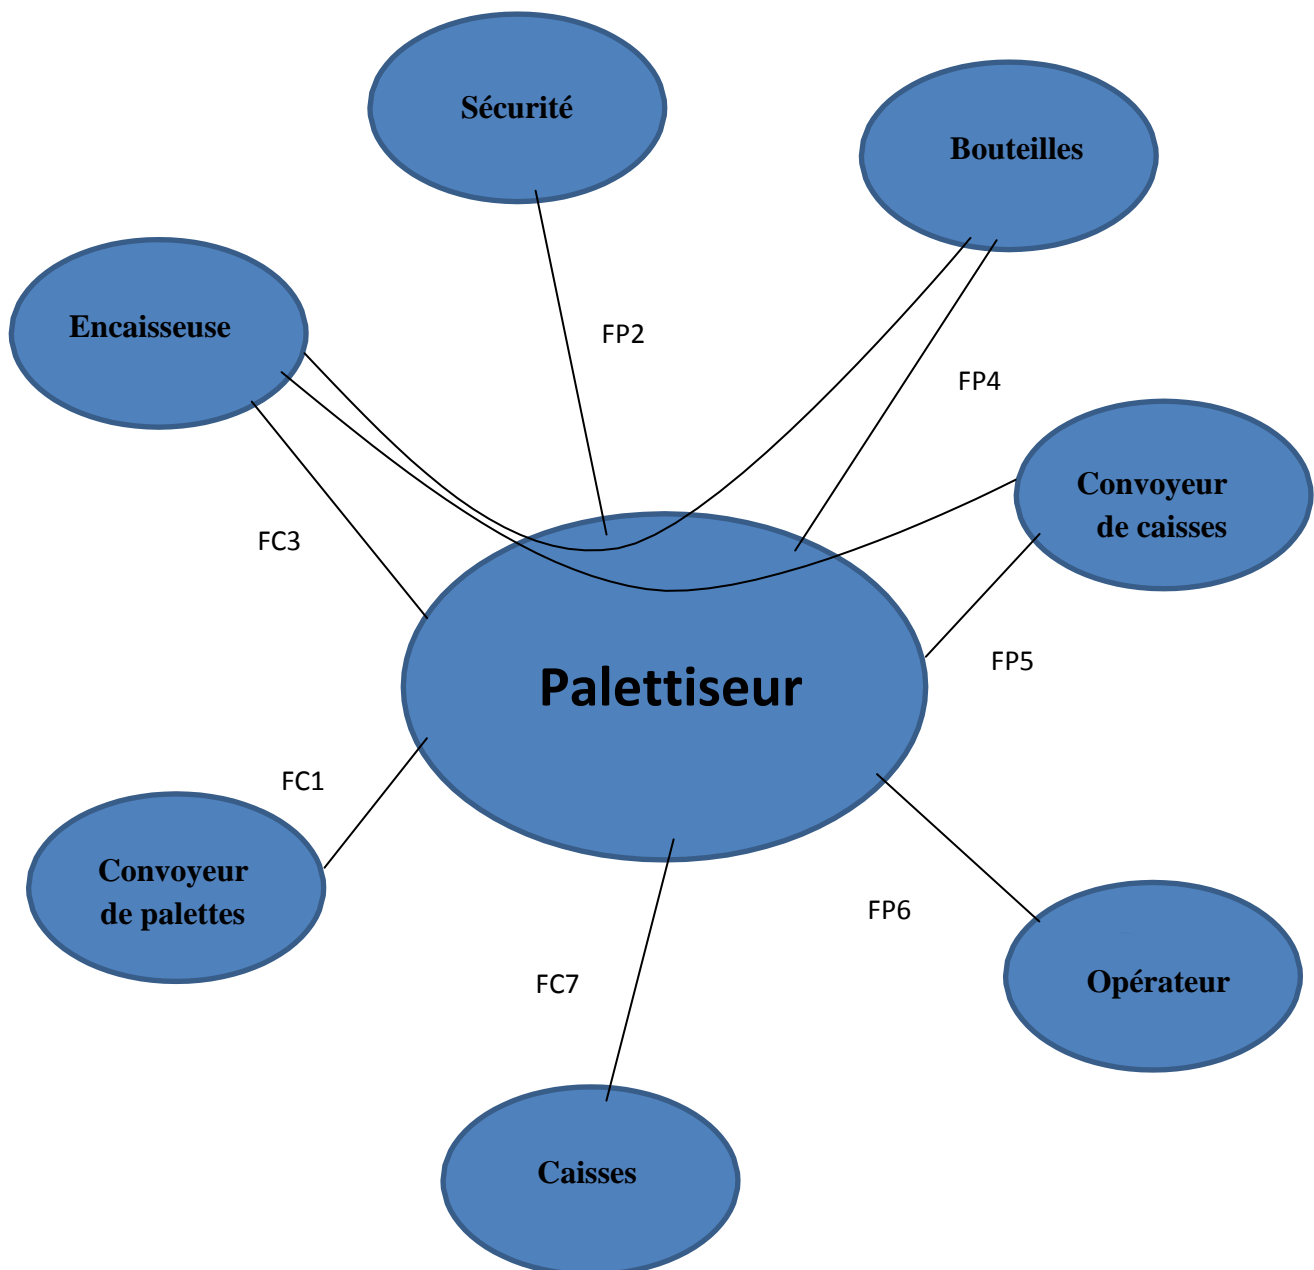 Sécurité
Bouteilles
Encaisseuse
FP2
FP4
Convoyeur
de caisses
FC3
FP5
Palettiseur
FC1
Convoyeur
de palettes
FP6
FC7
Opérateur
Caisses